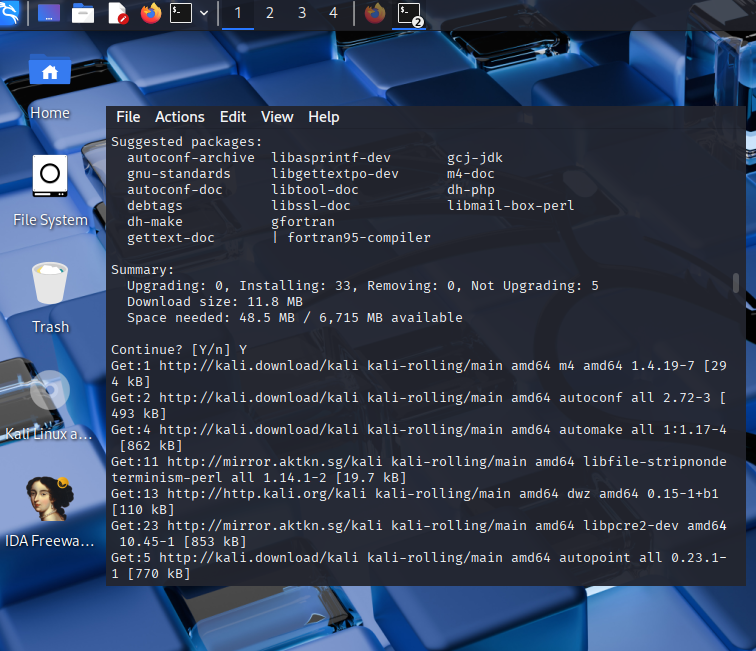 1 2 3 4
2
Home
File System
Trash
Kali Linux a...
IDA Freewa...
File Actions Edit View Help
Suggested packages:
autoconf-archive libasprintf-dev gcj-jdk
gnu-standards libgettextpo-dev m4-doc
autoconf-doc libtool-doc dh-php
debtags libssl-doc libmail-box-perl
dh-make gfortran
gettext-doc | fortran95-compiler
Summary:
Upgrading: 0, Installing: 33, Removing: 0, Not Upgrading: 5
Download size: 11.8 MB
Space needed: 48.5 MB / 6,715 MB available
Continue? [Y/n] Y
Get:1 http://kali.download/kali kali-rolling/main amd64 m4 amd64 1.4.19-7 [29
4 kB]
Get:2 http://kali.download/kali kali-rolling/main amd64 autoconf all 2.72-3 [
493 kB]
Get:4 http://kali.download/kali kali-rolling/main amd64 automake all 1:1.17-4
[862 kB]
Get:11 http://mirror.aktkn.sg/kali kali-rolling/main amd64 libfile-stripnonde
terminism-perl all 1.14.1-2 [19.7 kB]
Get:13 http://http.kali.org/kali kali-rolling/main amd64 dwz amd64 0.15-1+b1
[110 kB]
Get:23 http://mirror.aktkn.sg/kali kali-rolling/main amd64 libpcre2-dev amd64
10.45-1 [853 kB]
Get:5 http://kali.download/kali kali-rolling/main amd64 autopoint all 0.23.1-
1 [770 kB]